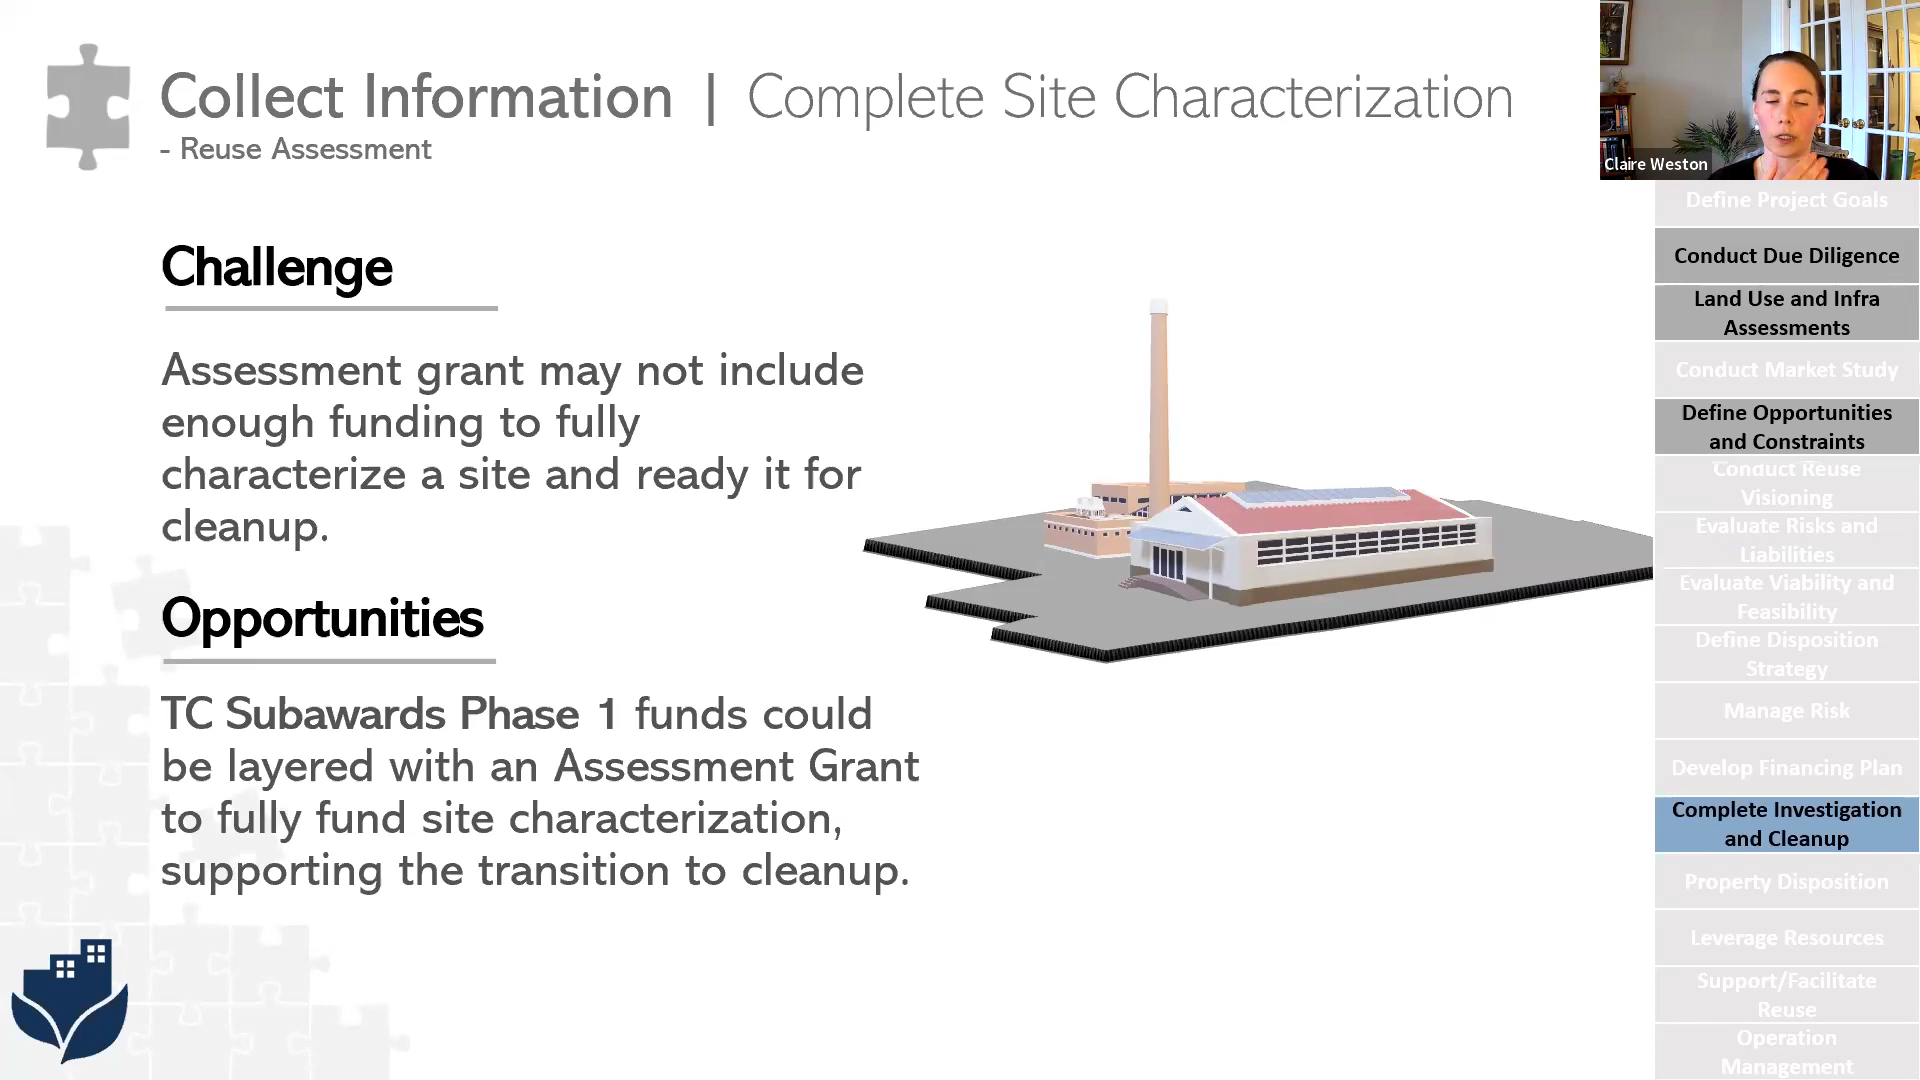 Collect Information | Complete Site Characterization
- Reuse Assessment
Challenge
Assessment grant may not include
enough funding to fully
characterize a site and ready it for
cleanup.
Opportunities
TC Subawards Phase 1 funds could
be layered with an Assessment Grant
to fully fund site characterization,
supporting the transition to cleanup.
Claire Weston
Define Project Goals
Conduct Due Diligence
Land Use and Infra
Assessments
Conduct Market Study
Define Opportunities
and Constraints
Conduct Reuse
Visioning
Evaluate Risks and
Liabilities
Evaluate Viability and
Feasibility
Define Disposition
Strategy
Manage Risk
Develop Financing Plan
Complete Investigation
and Cleanup
Property Disposition
Leverage Resources
Support/Facilitate
Reuse
Operation
Management